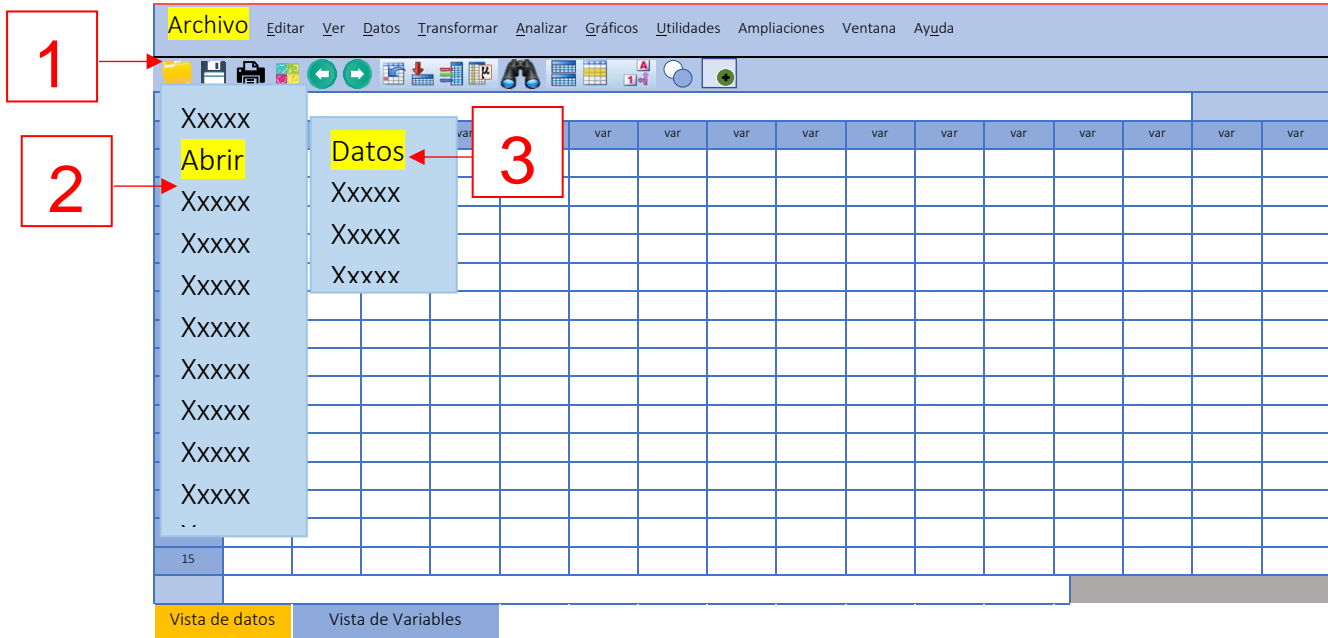 Archivo Editar Ver Datos Transformar Analizar Gráficos Utilidades Ampliaciones Ventana Ayuda
1
Xxxxx
var var var var var var var var var var var var
Abrir
Datos
3
2
Xxxxx
Xxxxx
Xxxxx
Xxxxx
Xxxxx
Xxxxx
Xxxxx
Xxxxx
Xxxxx
Xxxxx
Xxxxx
15
Vista de datos Vista de Variables